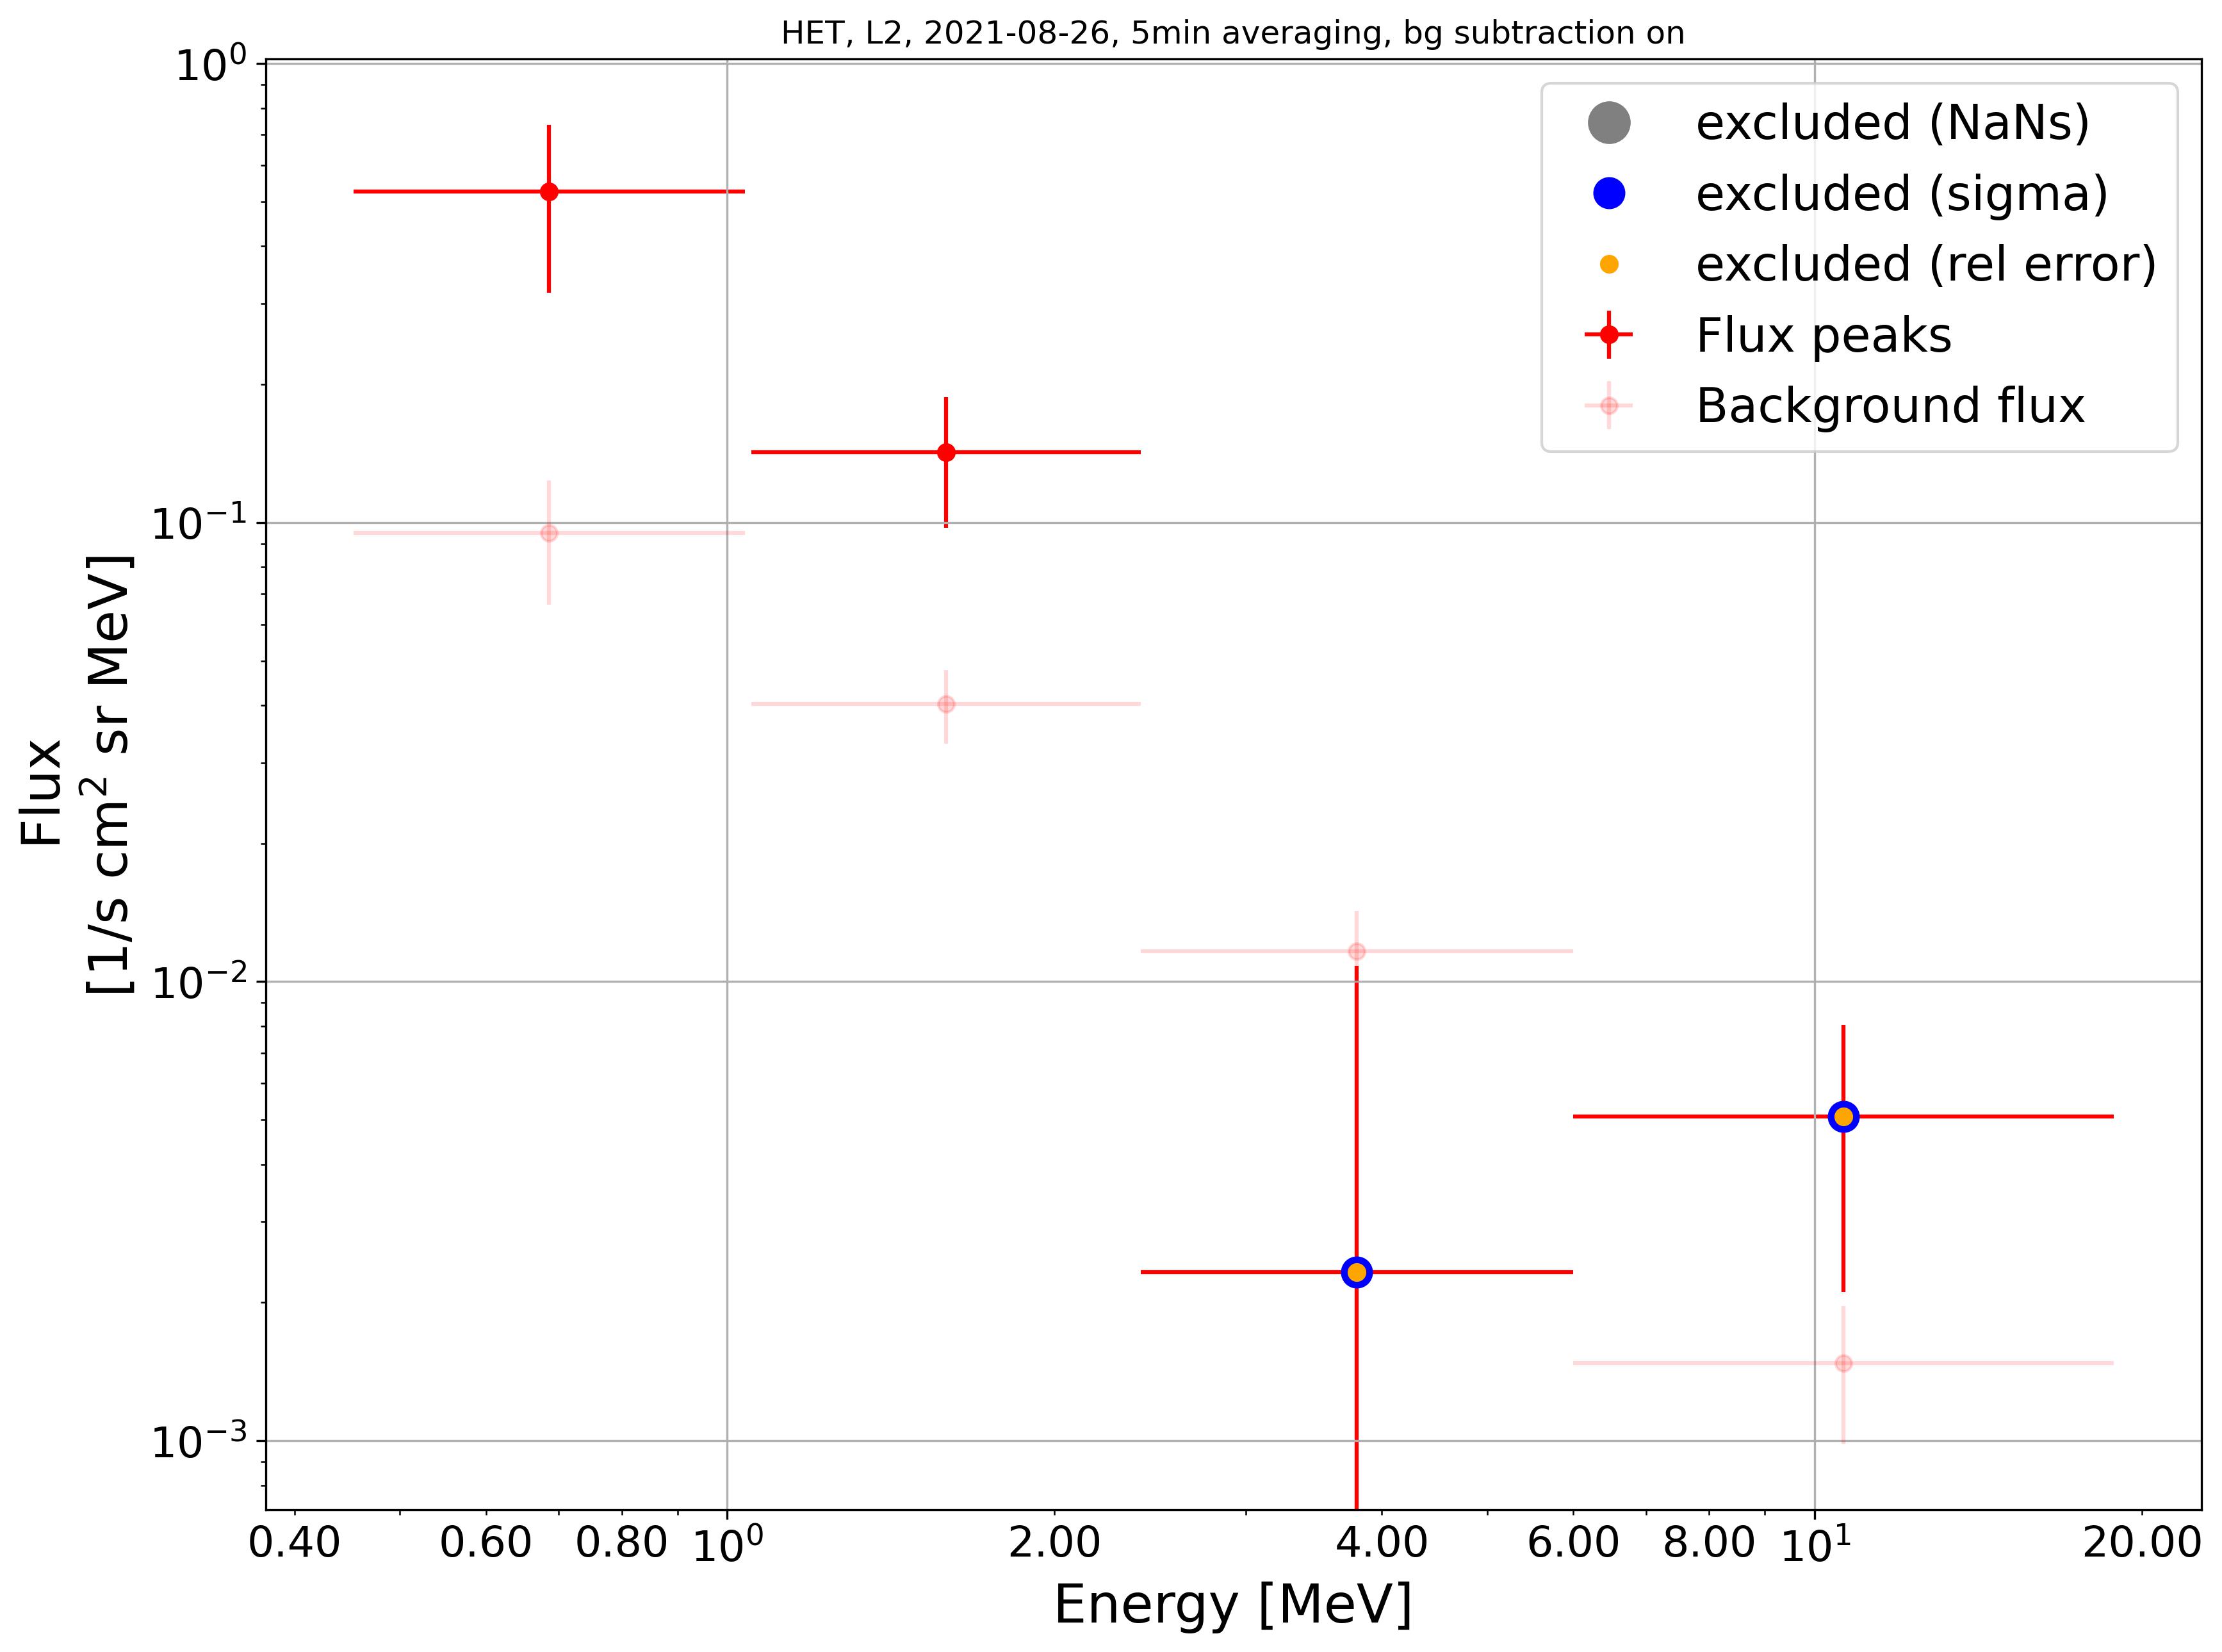 HET, L2, 2021-08-26, 5min averaging, bg subtraction on
10⁰
10⁻¹
10⁻²
10⁻³
Flux
[1/s cm² sr MeV]
excluded (NaNs)
excluded (sigma)
excluded (rel error)
Flux peaks
Background flux
0.40 0.60 0.80 10⁰ 2.00 4.00 6.00 8.00 10¹ 20.00
Energy [MeV]